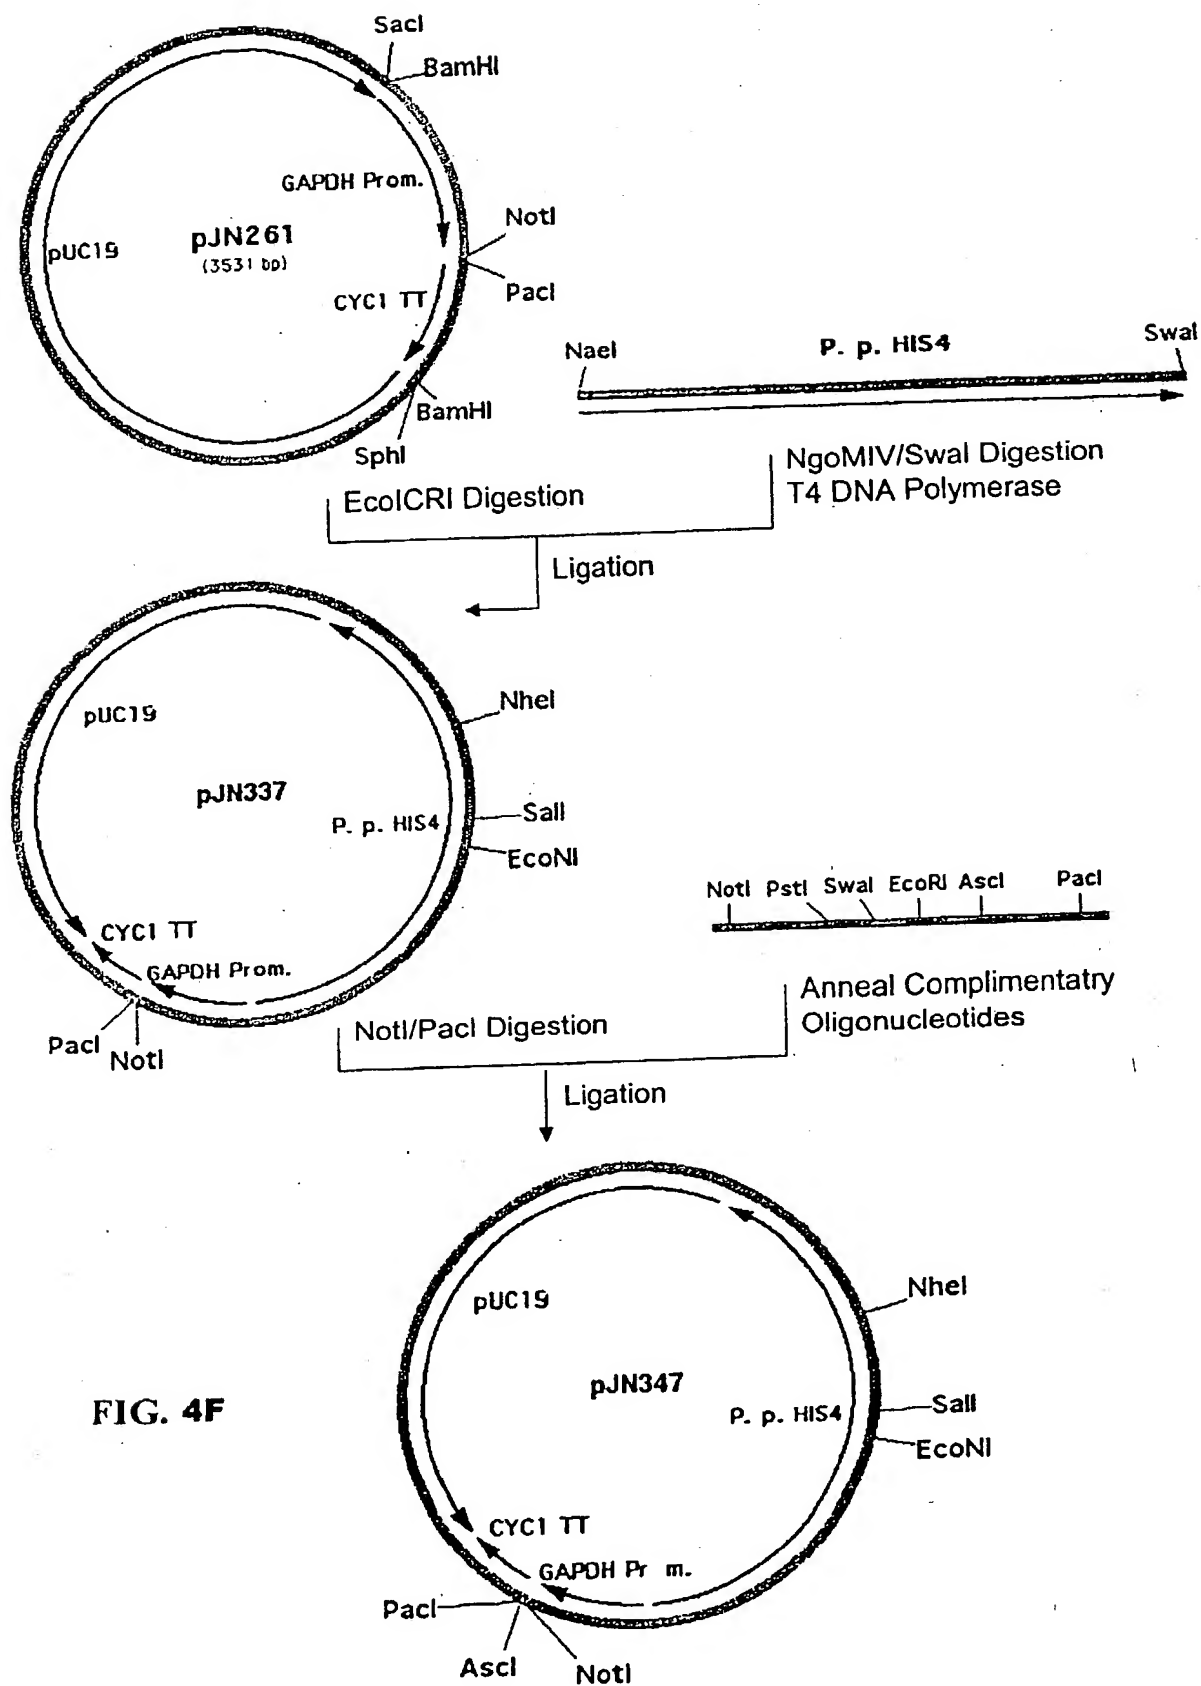 SacI
BamHI
GAPDH Prom.
NotI
pUC19
pJN261
(3531 bp)
PacI
CYC1 TT
BamHI
SphI
NaeI
P. p. HIS4
SwaI
EcoICRI Digestion
NgoMIV/SwaI Digestion
T4 DNA Polymerase
Ligation
NheI
pUC19
pJN337
SalI
P. p. HIS4
EcoNI
CYC1 TT
GAPDH Prom.
PacI
NotI
NotI PstI SwaI EcoRI AscI PacI
NotI/PacI Digestion
Anneal Complimentatry
Oligonucleotides
Ligation
NheI
pUC19
pJN347
SalI
P. p. HIS4
EcoNI
FIG. 4F
CYC1 TT
GAPDH Pr m.
PacI
AscI
NotI